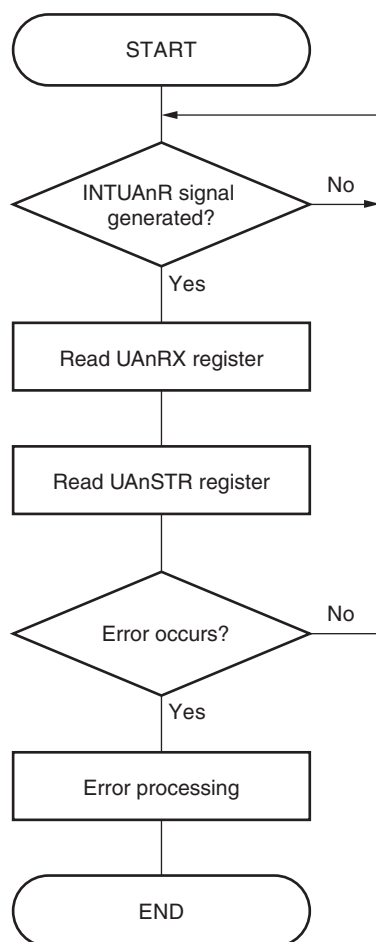 START
INTUAnR signal
generated?
No
Yes
Read UAnRX register
Read UAnSTR register
Error occurs?
No
Yes
Error processing
END